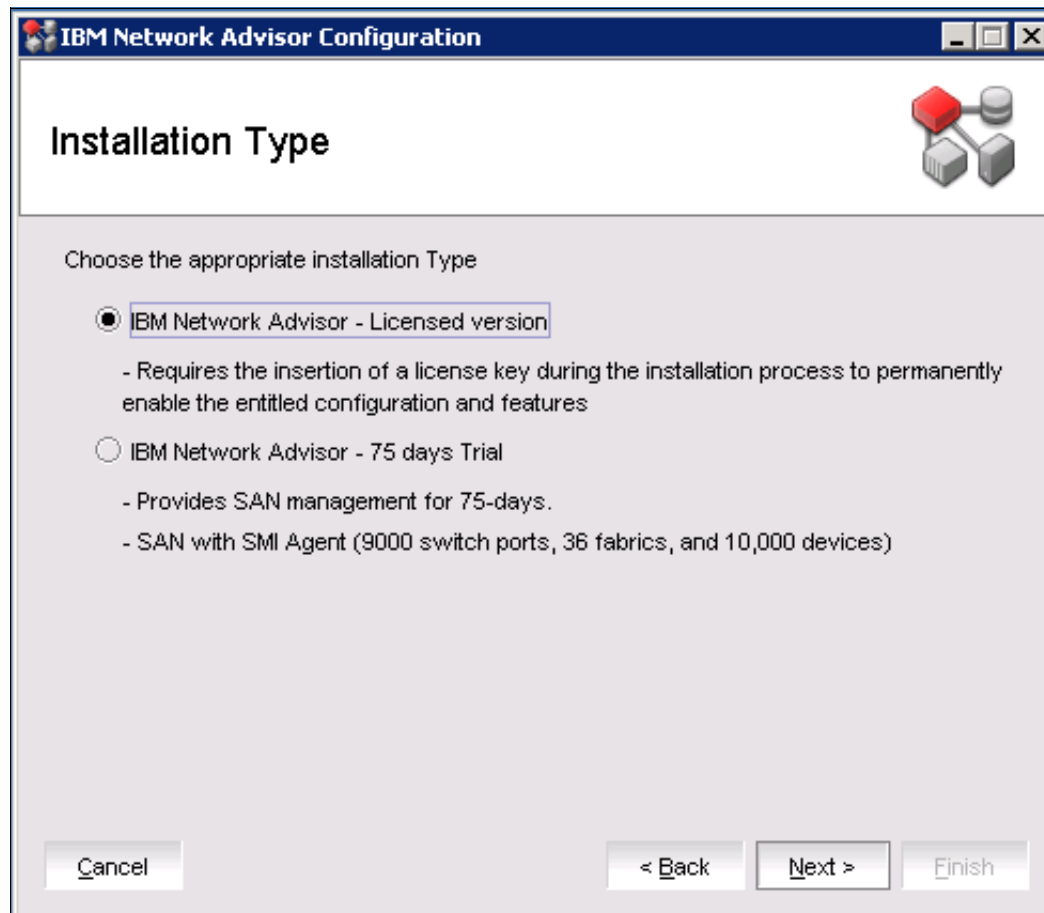 IBM Network Advisor Configuration
Installation Type
Choose the appropriate installation Type
IBM Network Advisor - Licensed version
- Requires the insertion of a license key during the installation process to permanently
enable the entitled configuration and features
IBM Network Advisor - 75 days Trial
- Provides SAN management for 75-days.
- SAN with SMI Agent (9000 switch ports, 36 fabrics, and 10,000 devices)
Cancel
< Back
Next >
Finish